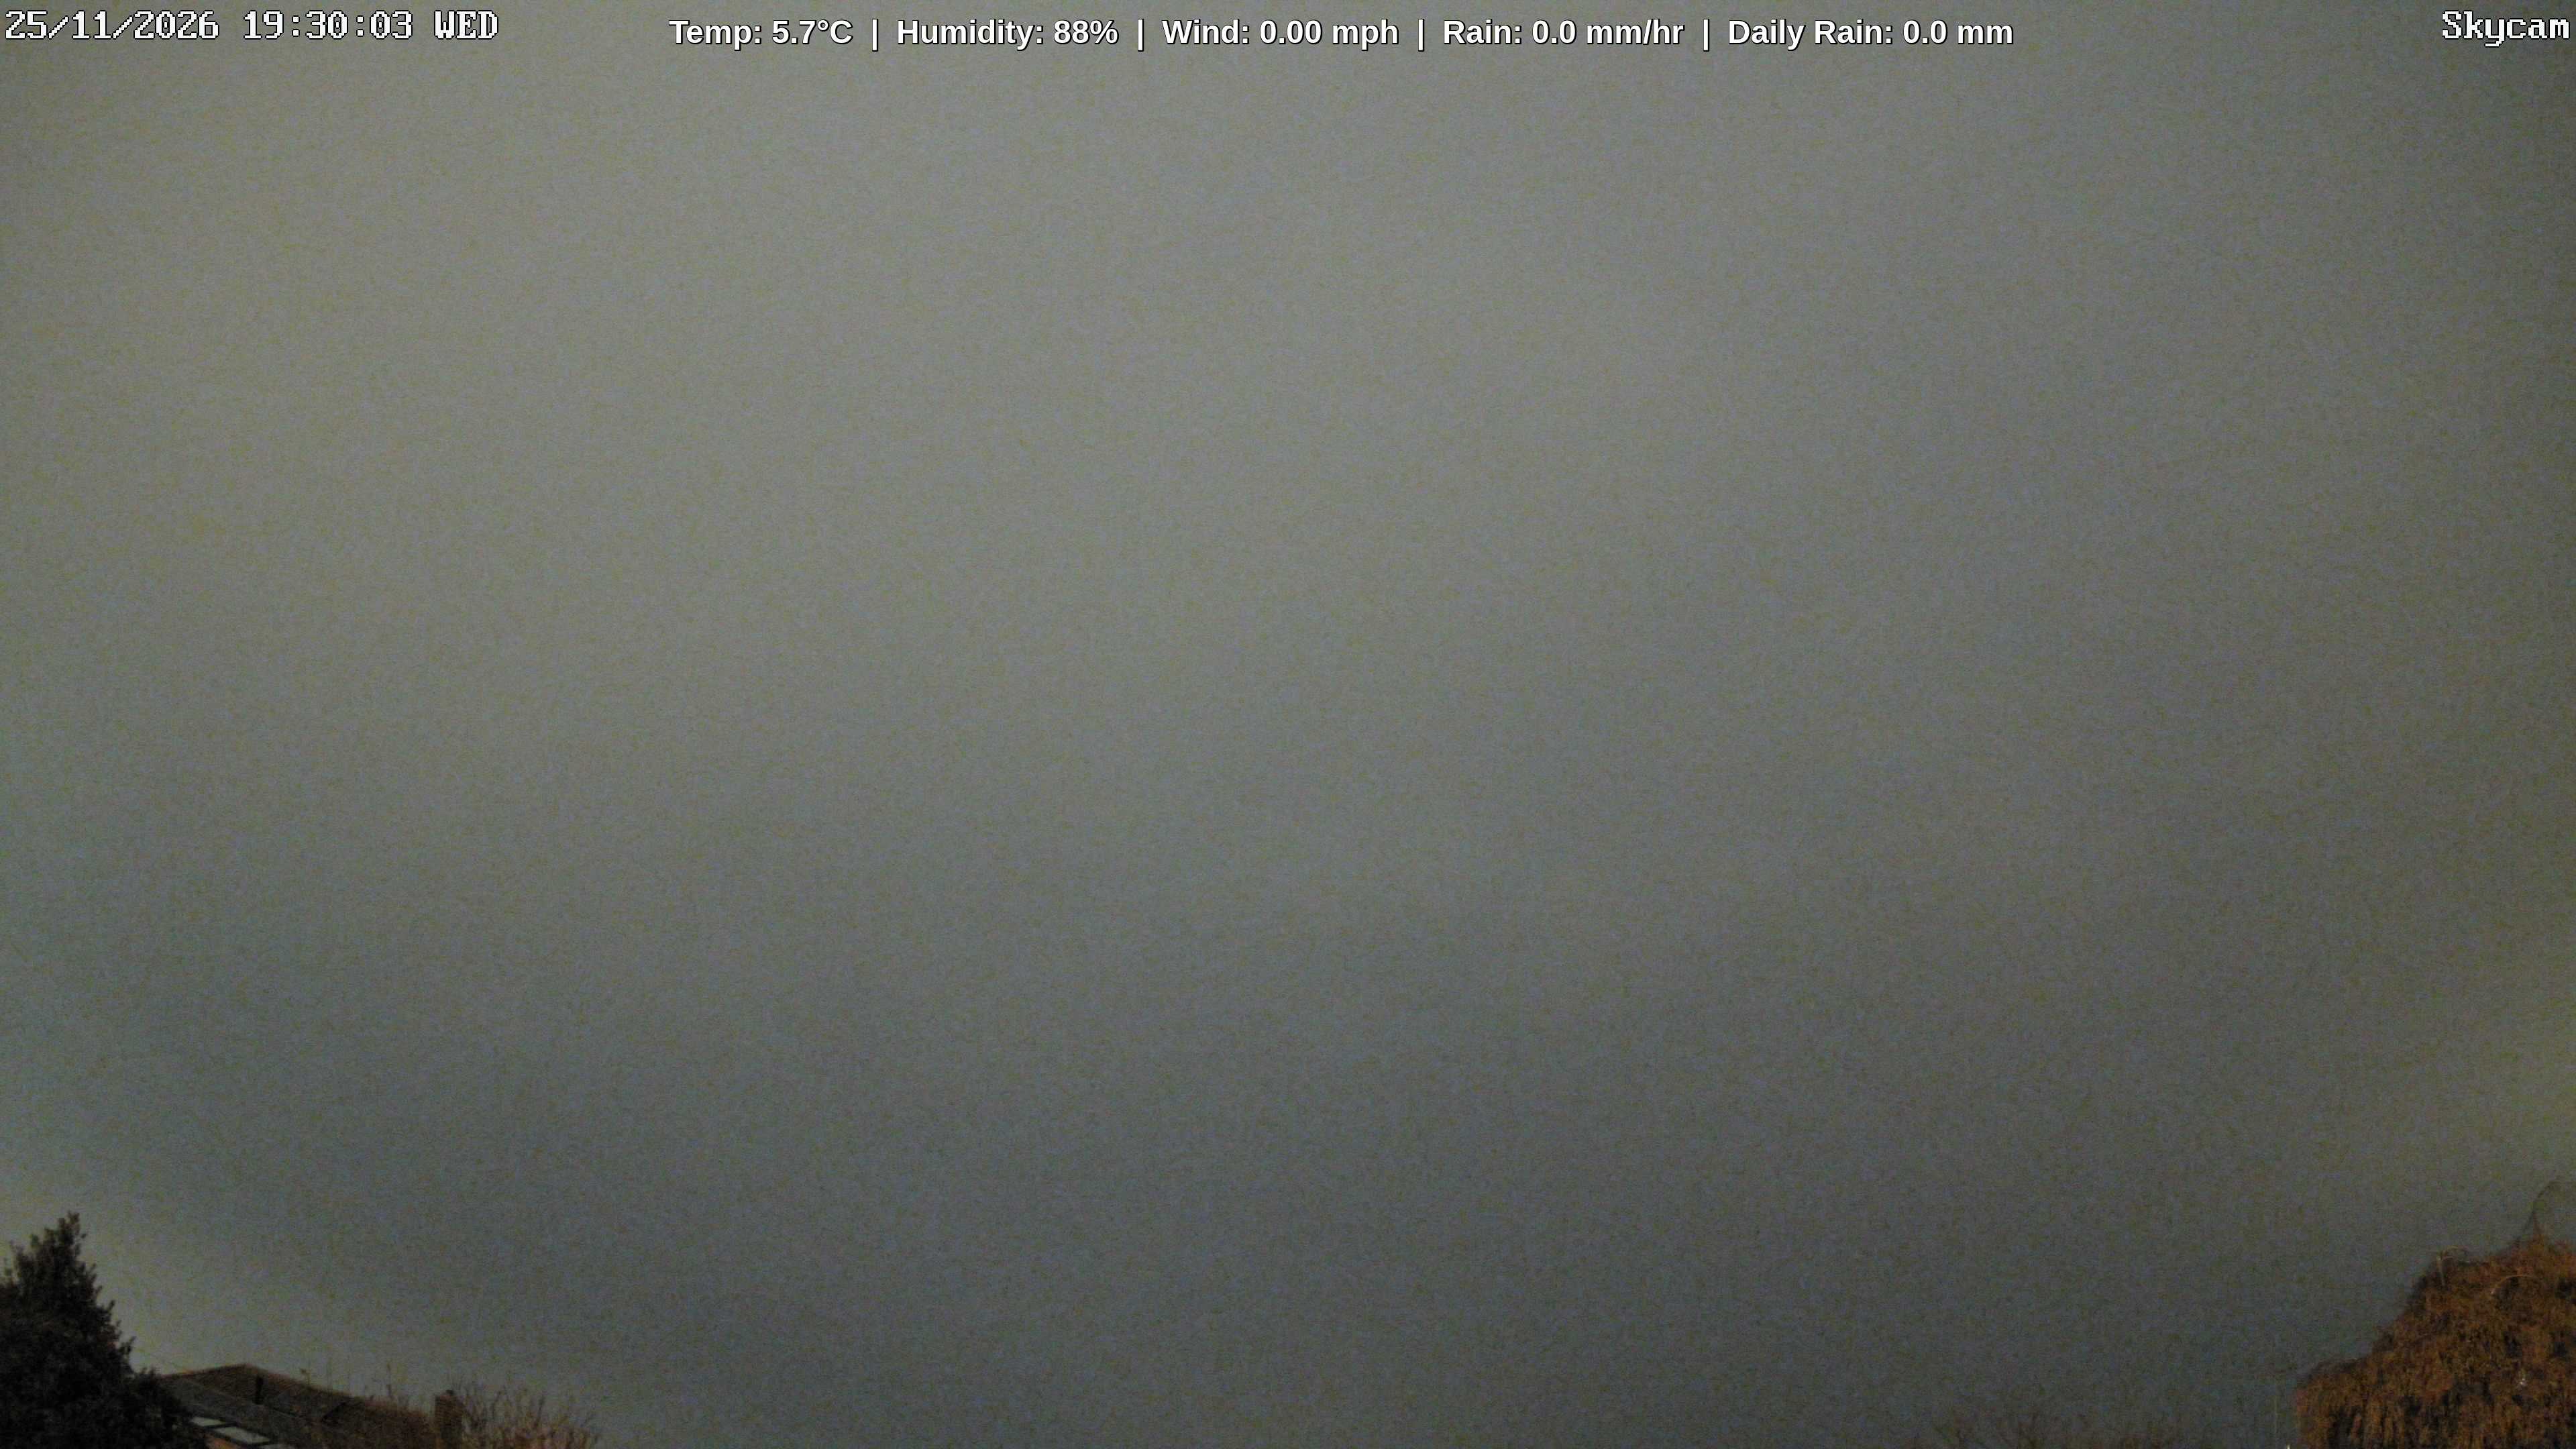 25/11/2026 19:30:03 WED
Temp: 5.7°C | Humidity: 88% | Wind: 0.00 mph | Rain: 0.0 mm/hr | Daily Rain: 0.0 mm
Skycam